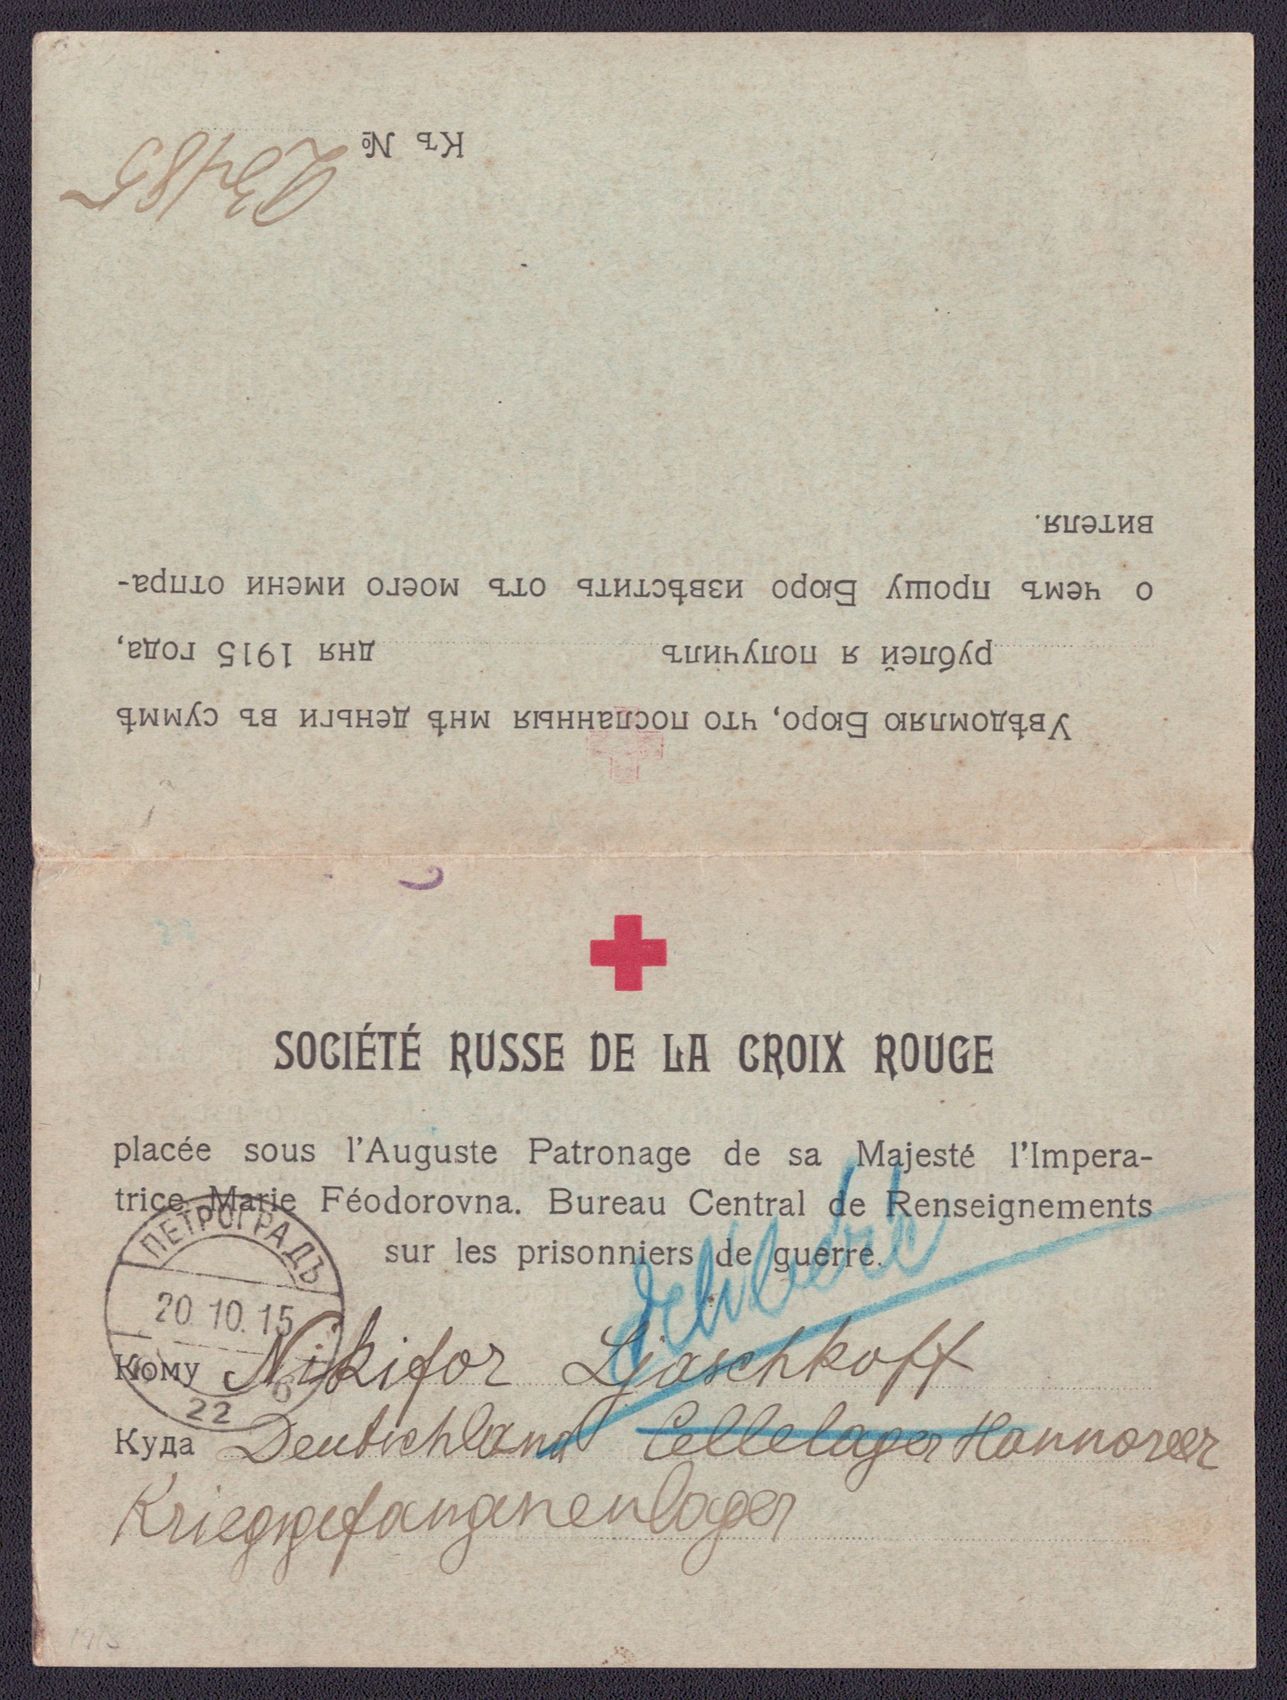 Къ № 23485
Увѣдомляю Бюро, что посланныя мнѣ деньги въ суммѣ
рублей я получилъ дня 1915 года,
о чемъ прошу Бюро извѣстить отъ моего имени отпра-
вителя.
SOCIÉTÉ RUSSE DE LA CROIX ROUGE
placée sous l'Auguste Patronage de sa Majesté l'Impera-
trice Marie Féodorovna. Bureau Central de Renseignements
sur les prisonniers de guerre.
ПЕТРОГРАДЪ
20.10.15
22
Кому Nikifor Ljaschkoff
Куда Deutschland Cellelager Hannover
Kriegsgefangenenlager